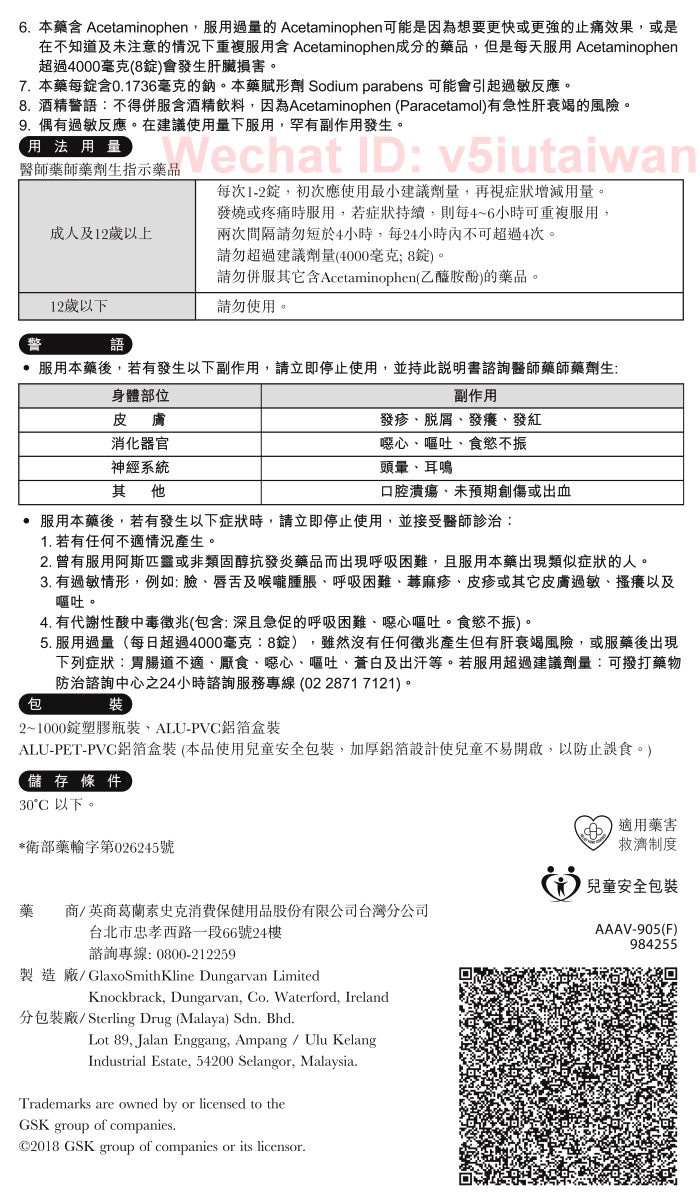 6. 本藥含 Acetaminophen，服用過量的 Acetaminophen可能是因為想要更快或更強的止痛效果，或是
在不知道及未注意的情況下重複服用含 Acetaminophen成分的藥品，但是每天服用 Acetaminophen
超過4000毫克(8錠)會發生肝臟損害。
7. 本藥每錠含0.1736毫克的鈉。本藥賦形劑 Sodium parabens 可能會引起過敏反應。
8. 酒精警語：不得併服含酒精飲料，因為Acetaminophen (Paracetamol)有急性肝衰竭的風險。
9. 偶有過敏反應。在建議使用量下服用，罕有副作用發生。
用法用量
Wechat ID: v5iutaiwan
醫師藥師藥劑生指示藥品
成人及12歲以上
每次1-2錠，初次應使用最小建議劑量，再視症狀增減用量。
發燒或疼痛時服用，若症狀持續，則每4~6小時可重複服用，
兩次間隔請勿短於4小時，每24小時內不可超過4次。
請勿超過建議劑量(4000毫克; 8錠)。
請勿併服其它含Acetaminophen(乙醯胺酚)的藥品。
12歲以下 請勿使用。
警 語
• 服用本藥後，若有發生以下副作用，請立即停止使用，並持此說明書諮詢醫師藥師藥劑生:
身體部位 副作用
皮 膚 發疹、脫屑、發癢、發紅
消化器官 噁心、嘔吐、食慾不振
神經系統 頭暈、耳鳴
其 他 口腔潰瘍、未預期創傷或出血
• 服用本藥後，若有發生以下症狀時，請立即停止使用，並接受醫師診治：
1. 若有任何不適情況產生。
2. 曾有服用阿斯匹靈或非類固醇抗發炎藥品而出現呼吸困難，且服用本藥出現類似症狀的人。
3. 有過敏情形，例如: 臉、唇舌及喉嚨腫脹、呼吸困難、蕁麻疹、皮疹或其它皮膚過敏、搔癢以及
嘔吐。
4. 有代謝性酸中毒徵兆(包含: 深且急促的呼吸困難、噁心嘔吐。食慾不振)。
5. 服用過量（每日超過4000毫克：8錠），雖然沒有任何徵兆產生但有肝衰竭風險，或服藥後出現
下列症狀：胃腸道不適、厭食、噁心、嘔吐、蒼白及出汗等。若服用超過建議劑量：可撥打藥物
防治諮詢中心之24小時諮詢服務專線 (02 2871 7121)。
包 裝
2~1000錠塑膠瓶裝、ALU-PVC鋁箔盒裝
ALU-PET-PVC鋁箔盒裝 (本品使用兒童安全包裝，加厚鋁箔設計使兒童不易開啟，以防止誤食。)
儲存條件
30˚C 以下。
適用藥害
救濟制度
*衛部藥輸字第026245號
兒童安全包裝
藥 商/ 英商葛蘭素史克消費保健用品股份有限公司台灣分公司
台北市忠孝西路一段66號24樓
諮詢專線: 0800-212259
AAAV-905(F)
984255
製 造 廠/ GlaxoSmithKline Dungarvan Limited
Knockbrack, Dungarvan, Co. Waterford, Ireland
分包裝廠/ Sterling Drug (Malaya) Sdn. Bhd.
Lot 89, Jalan Enggang, Ampang / Ulu Kelang
Industrial Estate, 54200 Selangor, Malaysia.
Trademarks are owned by or licensed to the
GSK group of companies.
©2018 GSK group of companies or its licensor.